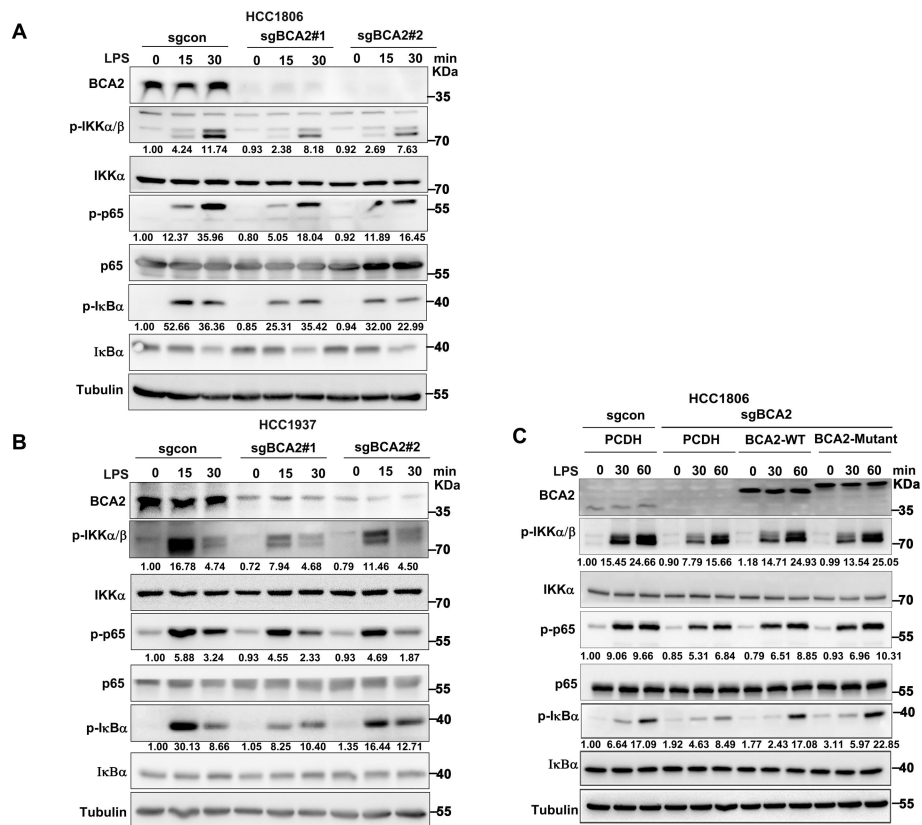 A
HCC1806
sgcon sgBCA2#1 sgBCA2#2
LPS 0 15 30 0 15 30 0 15 30 min
KDa
BCA2
35
p-IKKα/β
70
1.00 4.24 11.74 0.93 2.38 8.18 0.92 2.69 7.63
IKKα
70
p-p65
55
1.00 12.37 35.96 0.80 5.05 18.04 0.92 11.89 16.45
p65
55
p-IκBα
40
1.00 52.66 36.36 0.85 25.31 35.42 0.94 32.00 22.99
IκBα
40
Tubulin
55
B
HCC1937
sgcon sgBCA2#1 sgBCA2#2
LPS 0 15 30 0 15 30 0 15 30 min
KDa
BCA2
35
p-IKKα/β
70
1.00 16.78 4.74 0.72 7.94 4.68 0.79 11.46 4.50
IKKα
70
p-p65
55
1.00 5.88 3.24 0.93 4.55 2.33 0.93 4.69 1.87
p65
55
p-IκBα
40
1.00 30.13 8.66 1.05 8.25 10.40 1.35 16.44 12.71
IκBα
40
Tubulin
55
C
HCC1806
sgcon sgBCA2
PCDH PCDH BCA2-WT BCA2-Mutant
LPS 0 30 60 0 30 60 0 30 60 0 30 60 min
KDa
BCA2
35
p-IKKα/β
70
1.00 15.45 24.66 0.90 7.79 15.66 1.18 14.71 24.93 0.99 13.54 25.05
IKKα
70
p-p65
55
1.00 9.06 9.66 0.85 5.31 6.84 0.79 6.51 8.85 0.93 6.96 10.31
p65
55
p-IκBα
40
1.00 6.64 17.09 1.92 4.63 8.49 1.77 2.43 17.08 3.11 5.97 22.85
IκBα
40
Tubulin
55